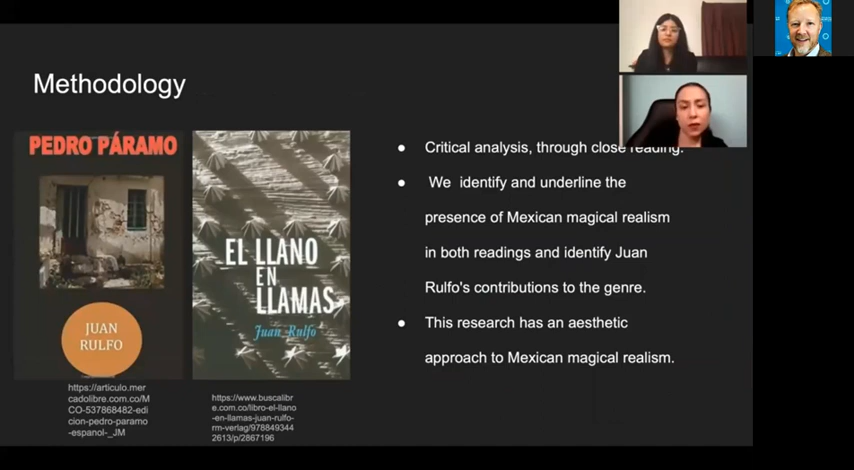 Methodology
PEDRO PÁRAMO
JUAN
RULFO
EL LLANO
EN
LLAMAS
Juan Rulfo
https://articulo.mer
cadolibre.com.co/M
CO-537868482-edi
cion-pedro-paramo
-espanol-_JM
https://www.buscalibr
e.com.co/libro-el-llano
-en-llamas-juan-rulfo-
rm-verlag/978849344
2613/p/2867196
● Critical analysis, through close reading.
● We identify and underline the
presence of Mexican magical realism
in both readings and identify Juan
Rulfo's contributions to the genre.
● This research has an aesthetic
approach to Mexican magical realism.